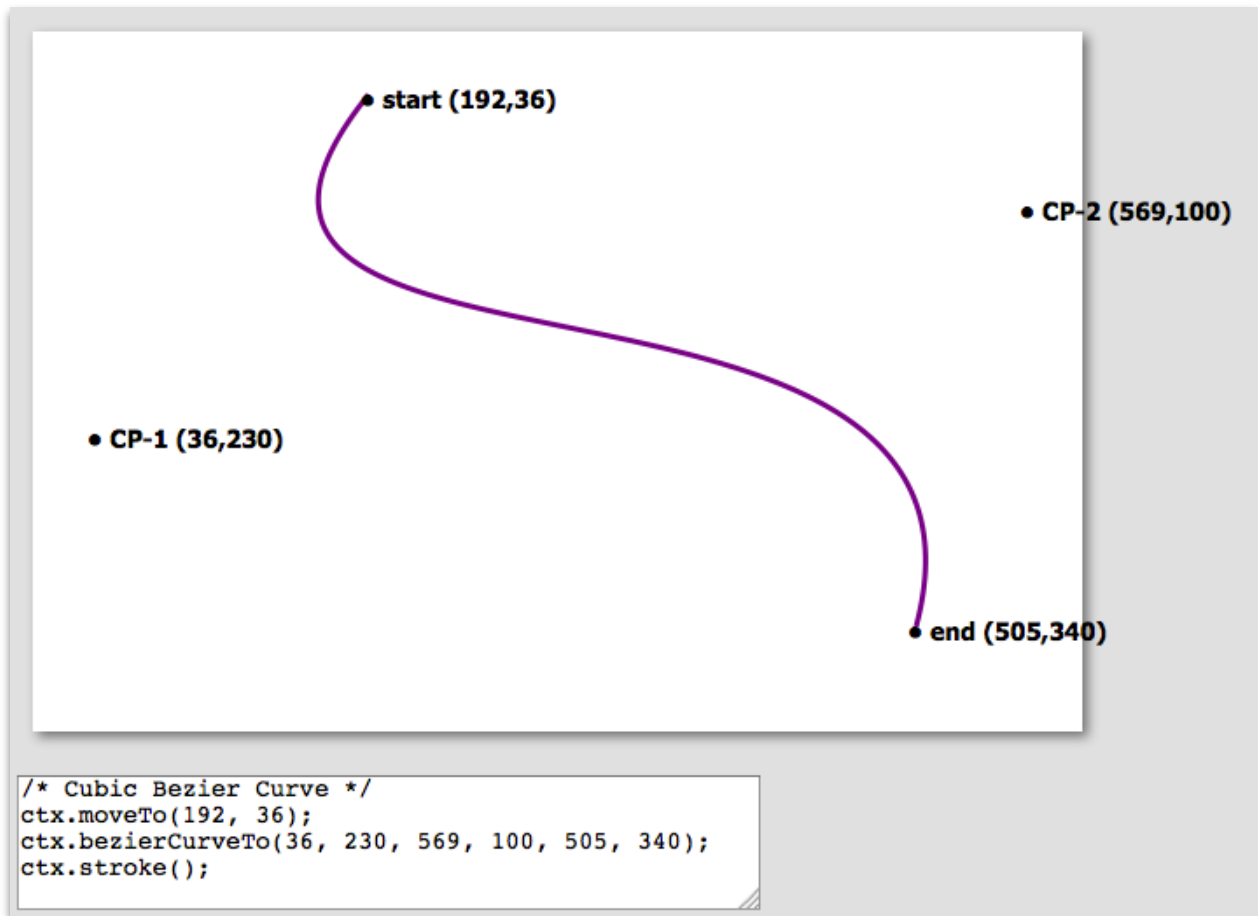 start (192,36)
CP-2 (569,100)
CP-1 (36,230)
end (505,340)
/* Cubic Bezier Curve */
ctx.moveTo(192, 36);
ctx.bezierCurveTo(36, 230, 569, 100, 505, 340);
ctx.stroke();